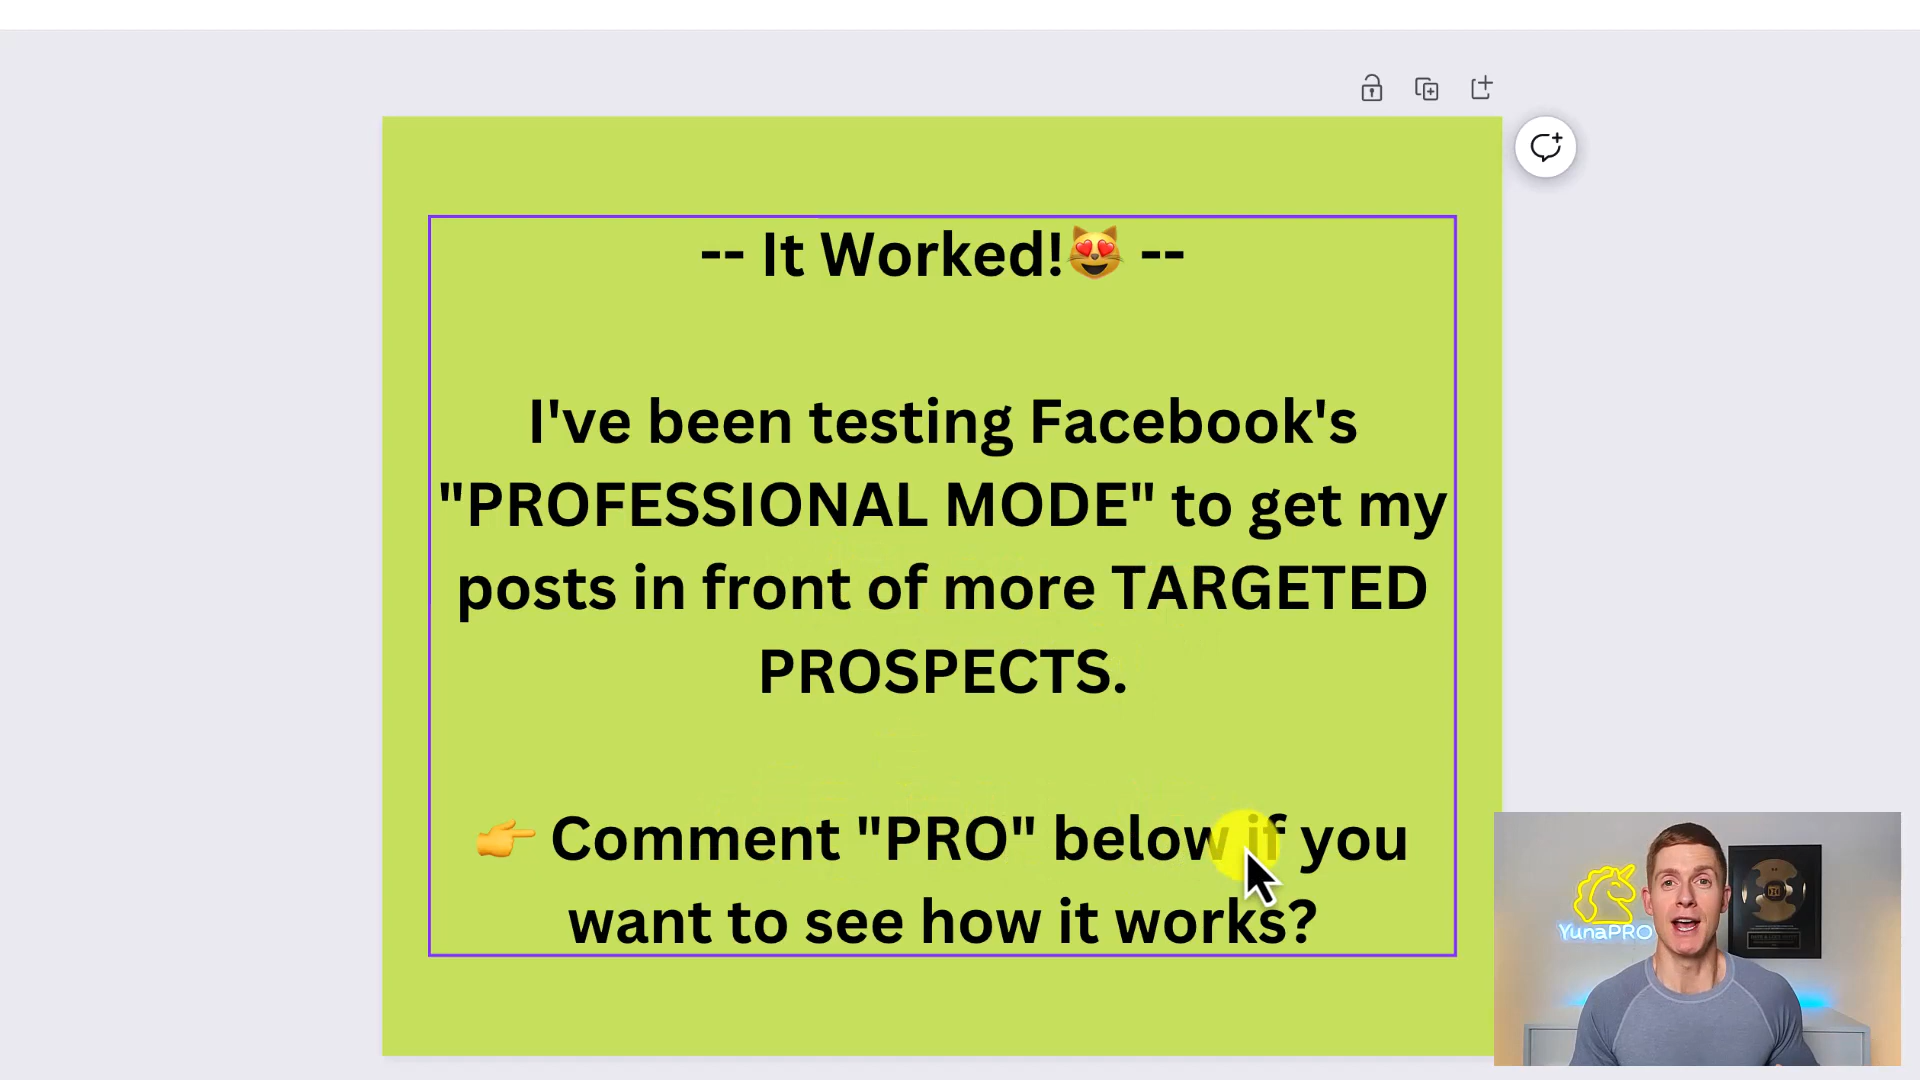 -- It Worked!😻 --
I've been testing Facebook's
"PROFESSIONAL MODE" to get my
posts in front of more TARGETED
PROSPECTS.
👉 Comment "PRO" below if you
want to see how it works?
YunaPRO